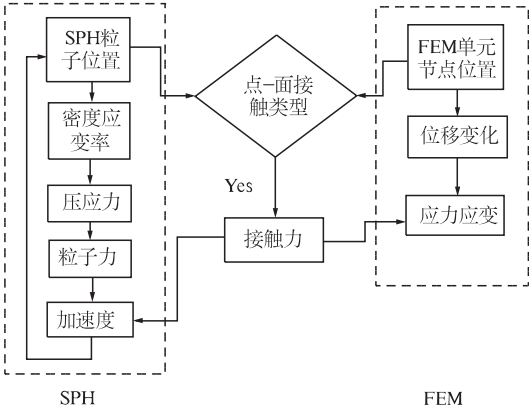 SPH粒
子位置
密度应
变率
压应力
粒子力
加速度
SPH
点-面接
触类型
Yes
接触力
FEM单元
节点位置
位移变化
应力应变
FEM